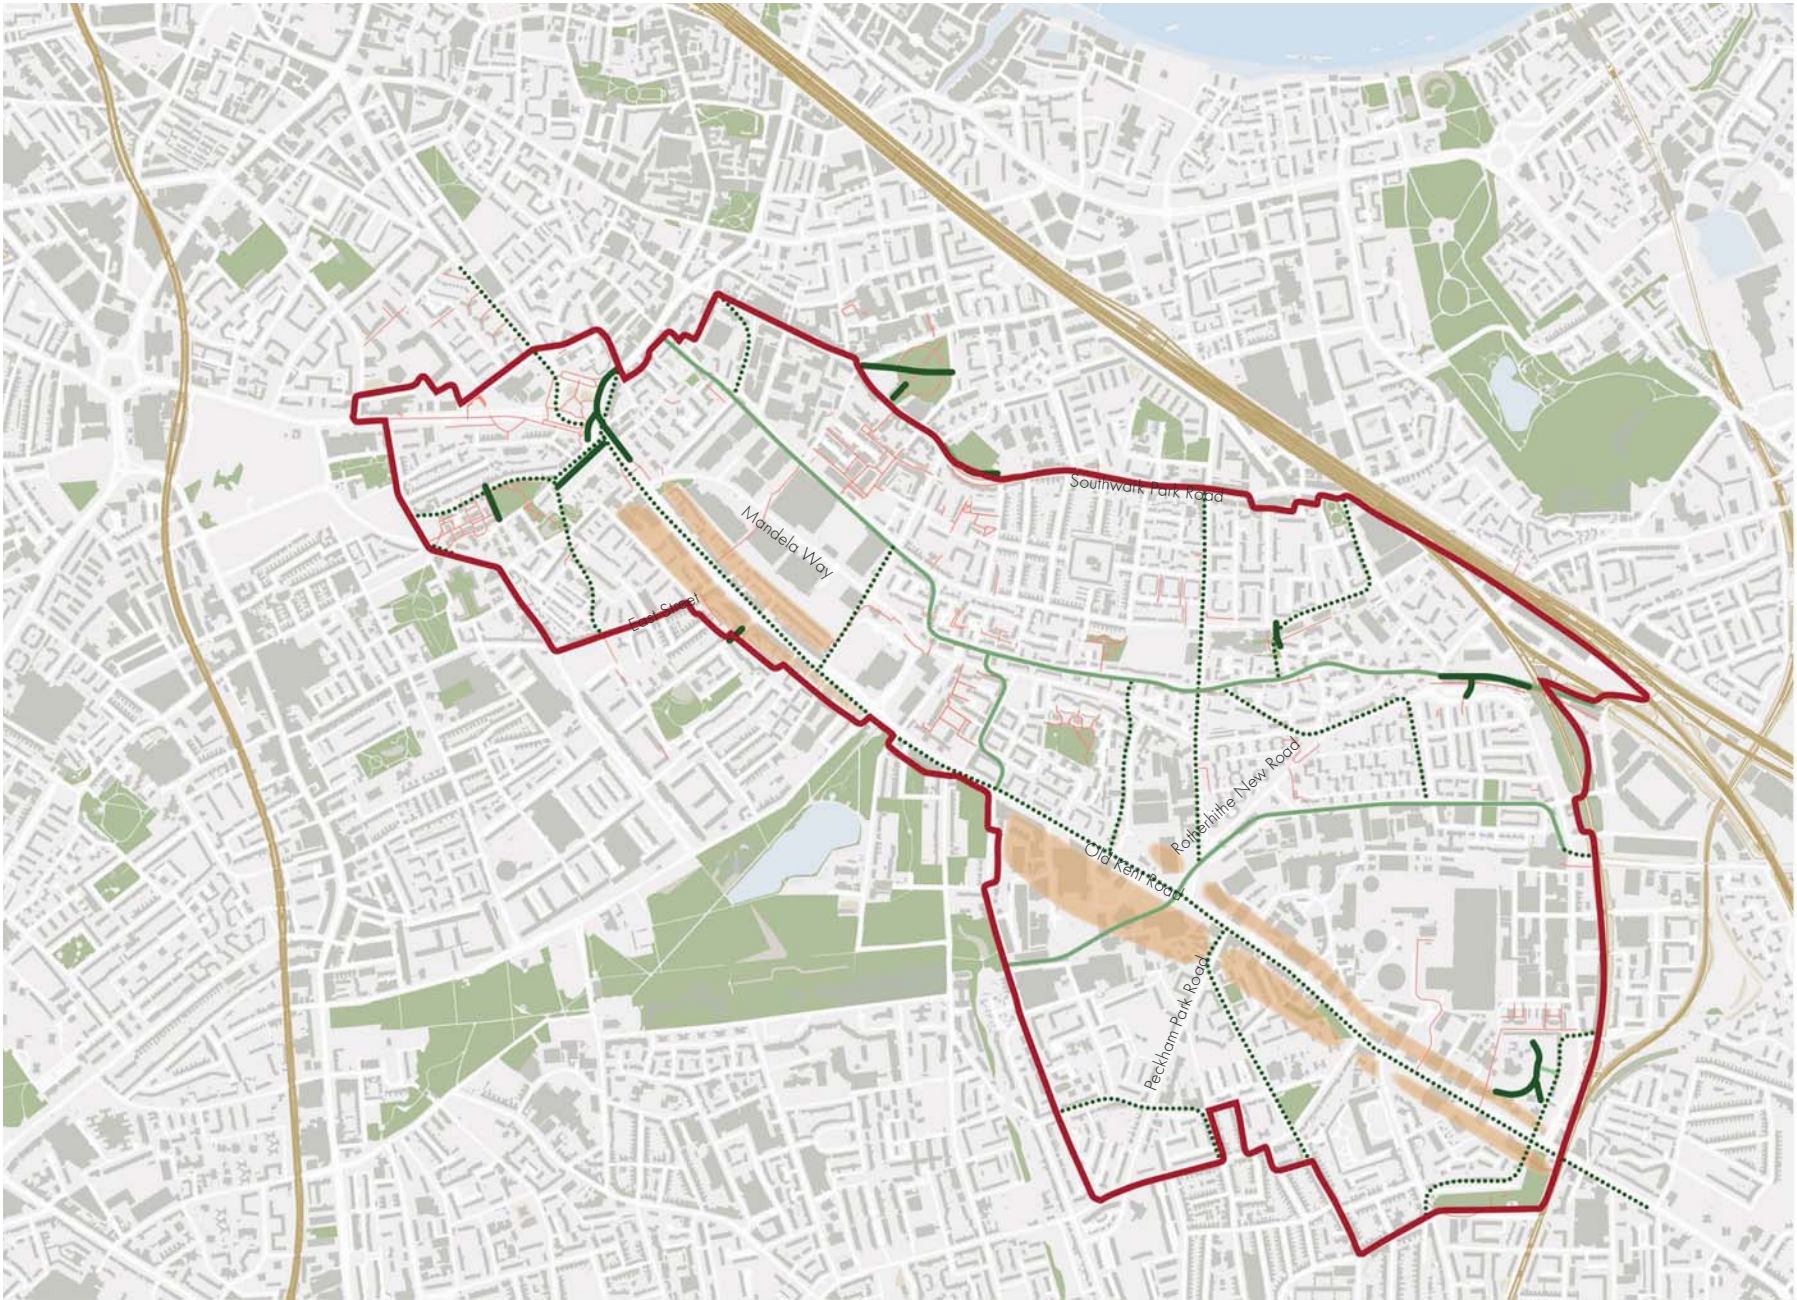 Southwark Park Road
Mandela Way
East Street
Rotherhithe New Road
Old Kent Road
Peckham Park Road